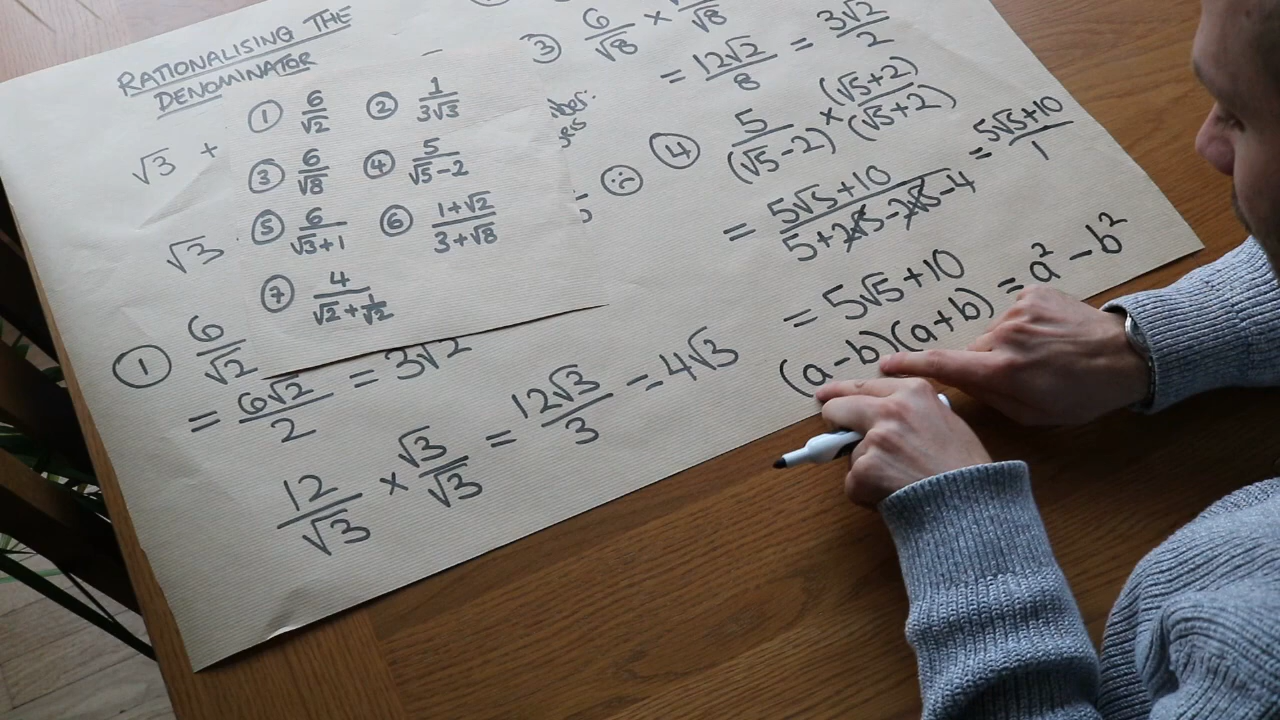 RATIONALISING THE
DENOMINATOR
① 6/√2 ② 1/3√3
√3 +
③ 6/√8 ④ 5/√5-2
√3
⑤ 6/√3+1 ⑥ 1+√2/3+√8
⑦ 4/√2+1/√2
① 6/√2
= 6√2/2 = 3√2
12/√3 × √3/√3 = 12√3/3 = 4√3
③ 6/√8 × /√8
= 12√2/8 = 3√2/2
④ 5/(√5-2) × (√5+2)/(√5+2)
= 5√5+10/5+2√5-2√5-4 = 5√5+10/1
= 5√5+10
(a-b)(a+b) = a²-b²